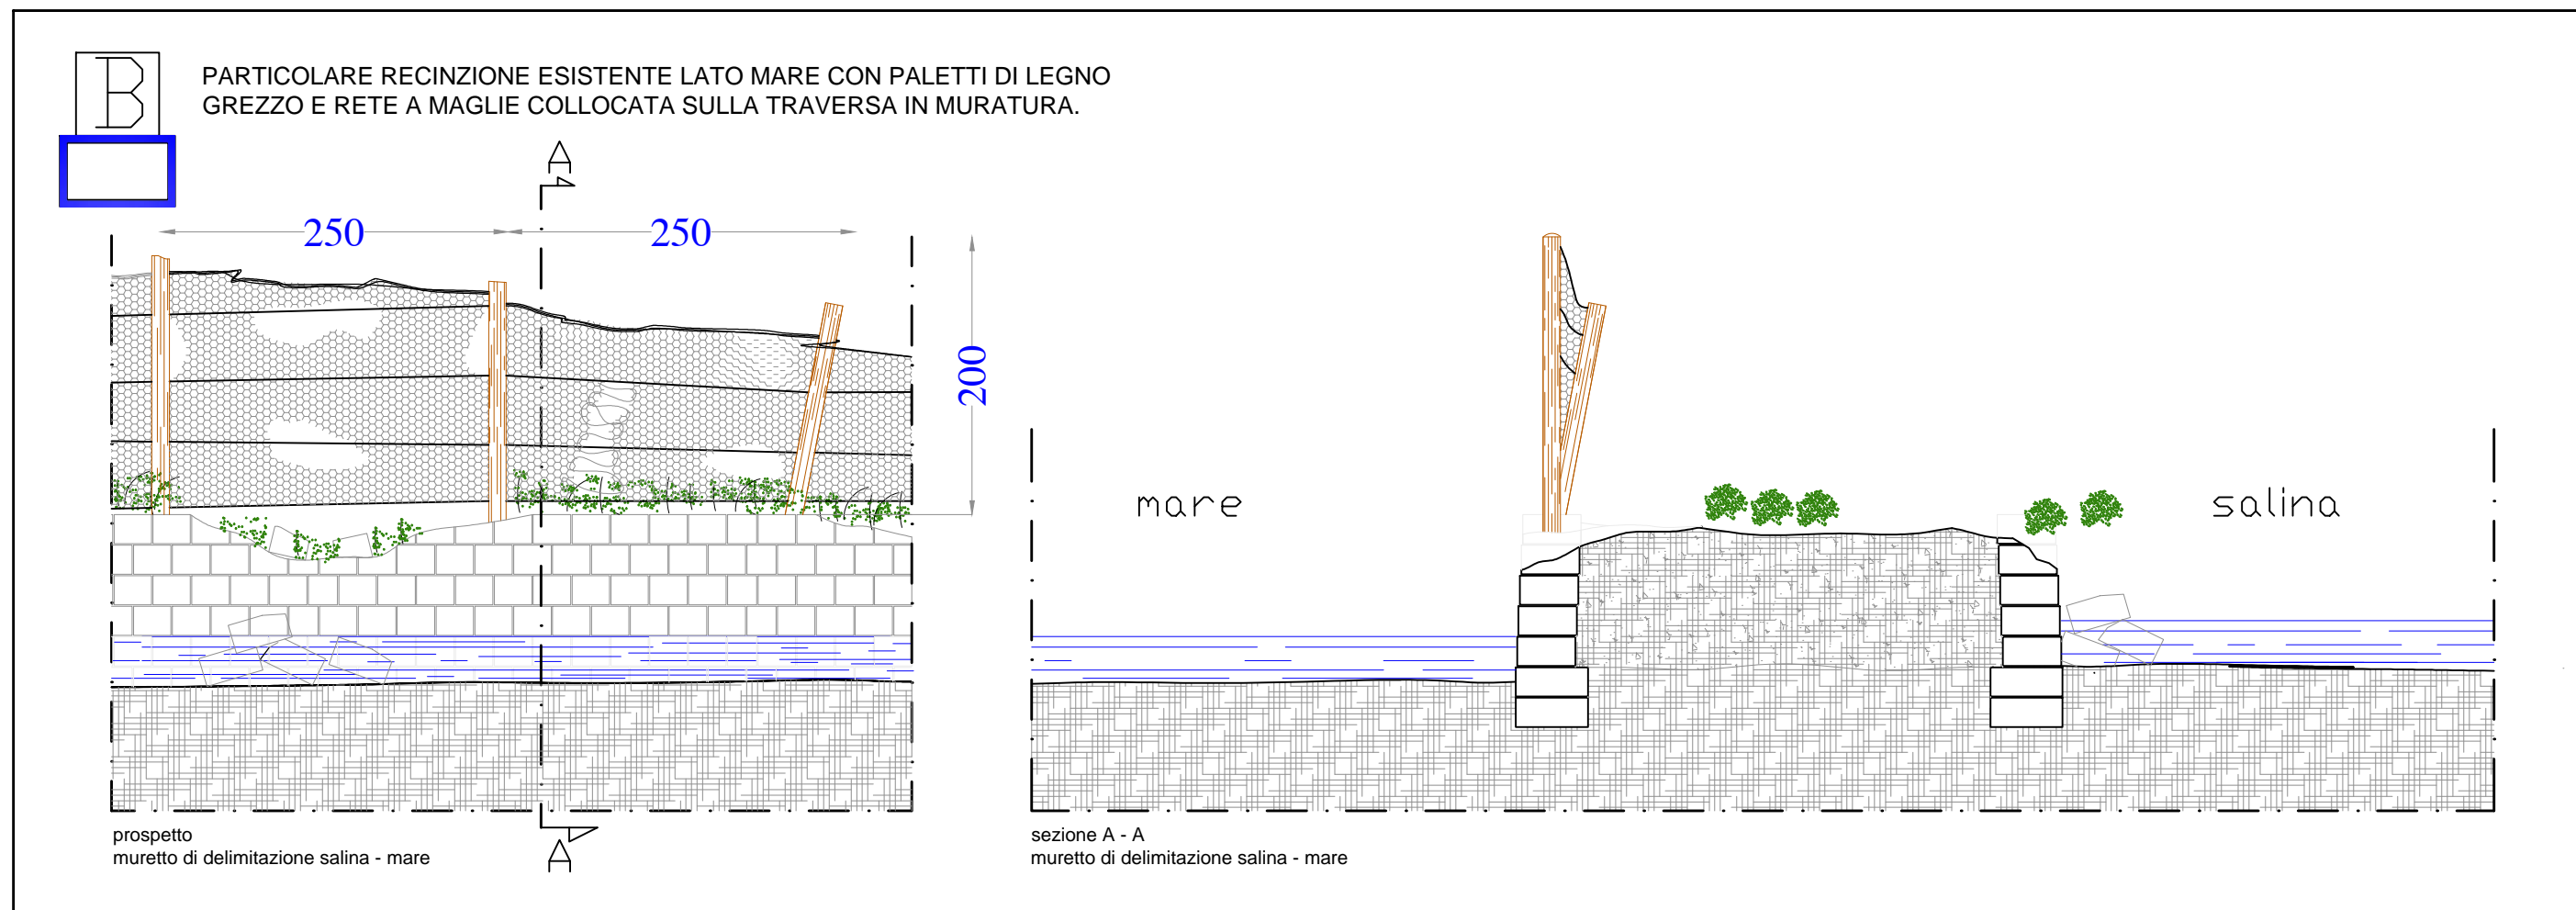 B
PARTICOLARE RECINZIONE ESISTENTE LATO MARE CON PALETTI DI LEGNO
GREZZO E RETE A MAGLIE COLLOCATA SULLA TRAVERSA IN MURATURA.
A
250
250
200
mare
salina
A
prospetto
muretto di delimitazione salina - mare
sezione A - A
muretto di delimitazione salina - mare